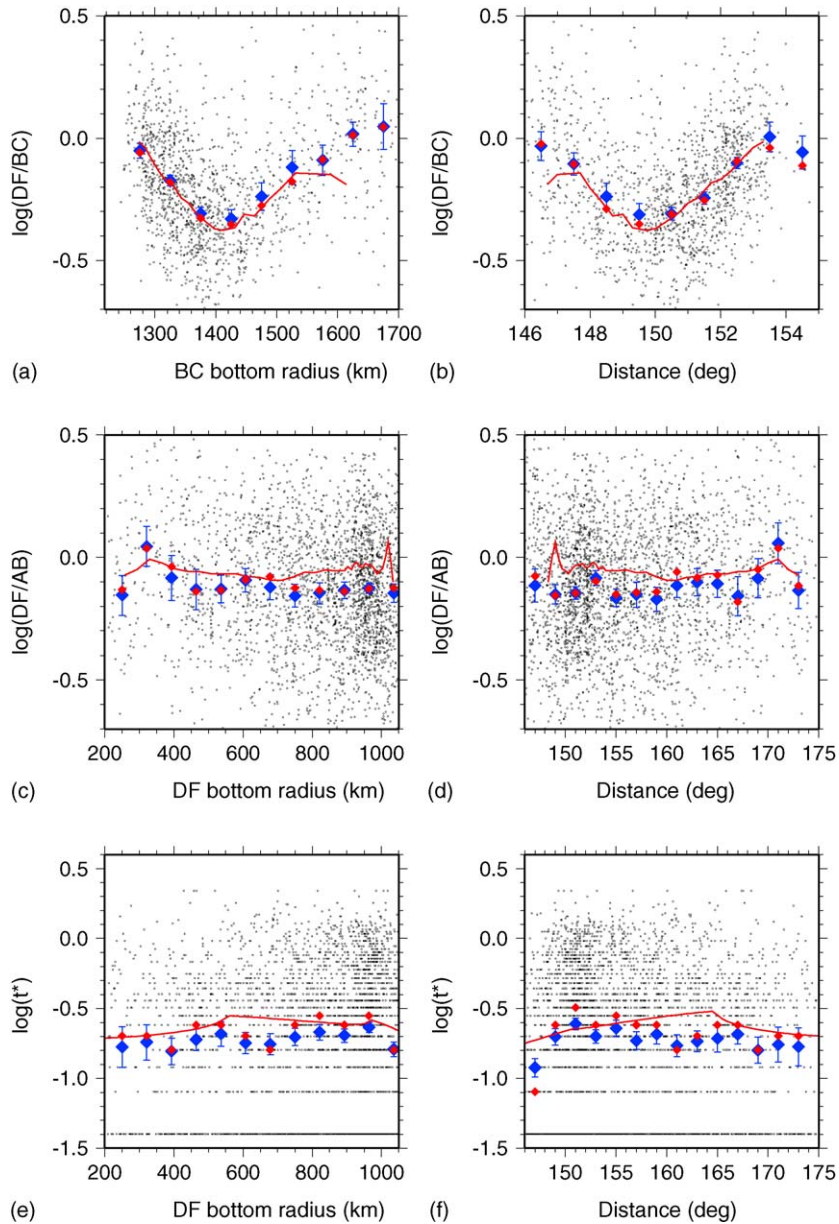 0.5
0.5
log(DF/BC)
0.0
log(DF/BC)
0.0
-0.5
-0.5
1300 1400 1500 1600 1700
146 148 150 152 154
(a) BC bottom radius (km)
(b) Distance (deg)
0.5
0.5
log(DF/AB)
0.0
log(DF/AB)
0.0
-0.5
-0.5
200 400 600 800 1000
150 155 160 165 170 175
(c) DF bottom radius (km)
(d) Distance (deg)
0.5
0.5
0.0
0.0
log(t*)
-0.5
log(t*)
-0.5
-1.0
-1.0
-1.5
-1.5
200 400 600 800 1000
150 155 160 165 170 175
(e) DF bottom radius (km)
(f) Distance (deg)